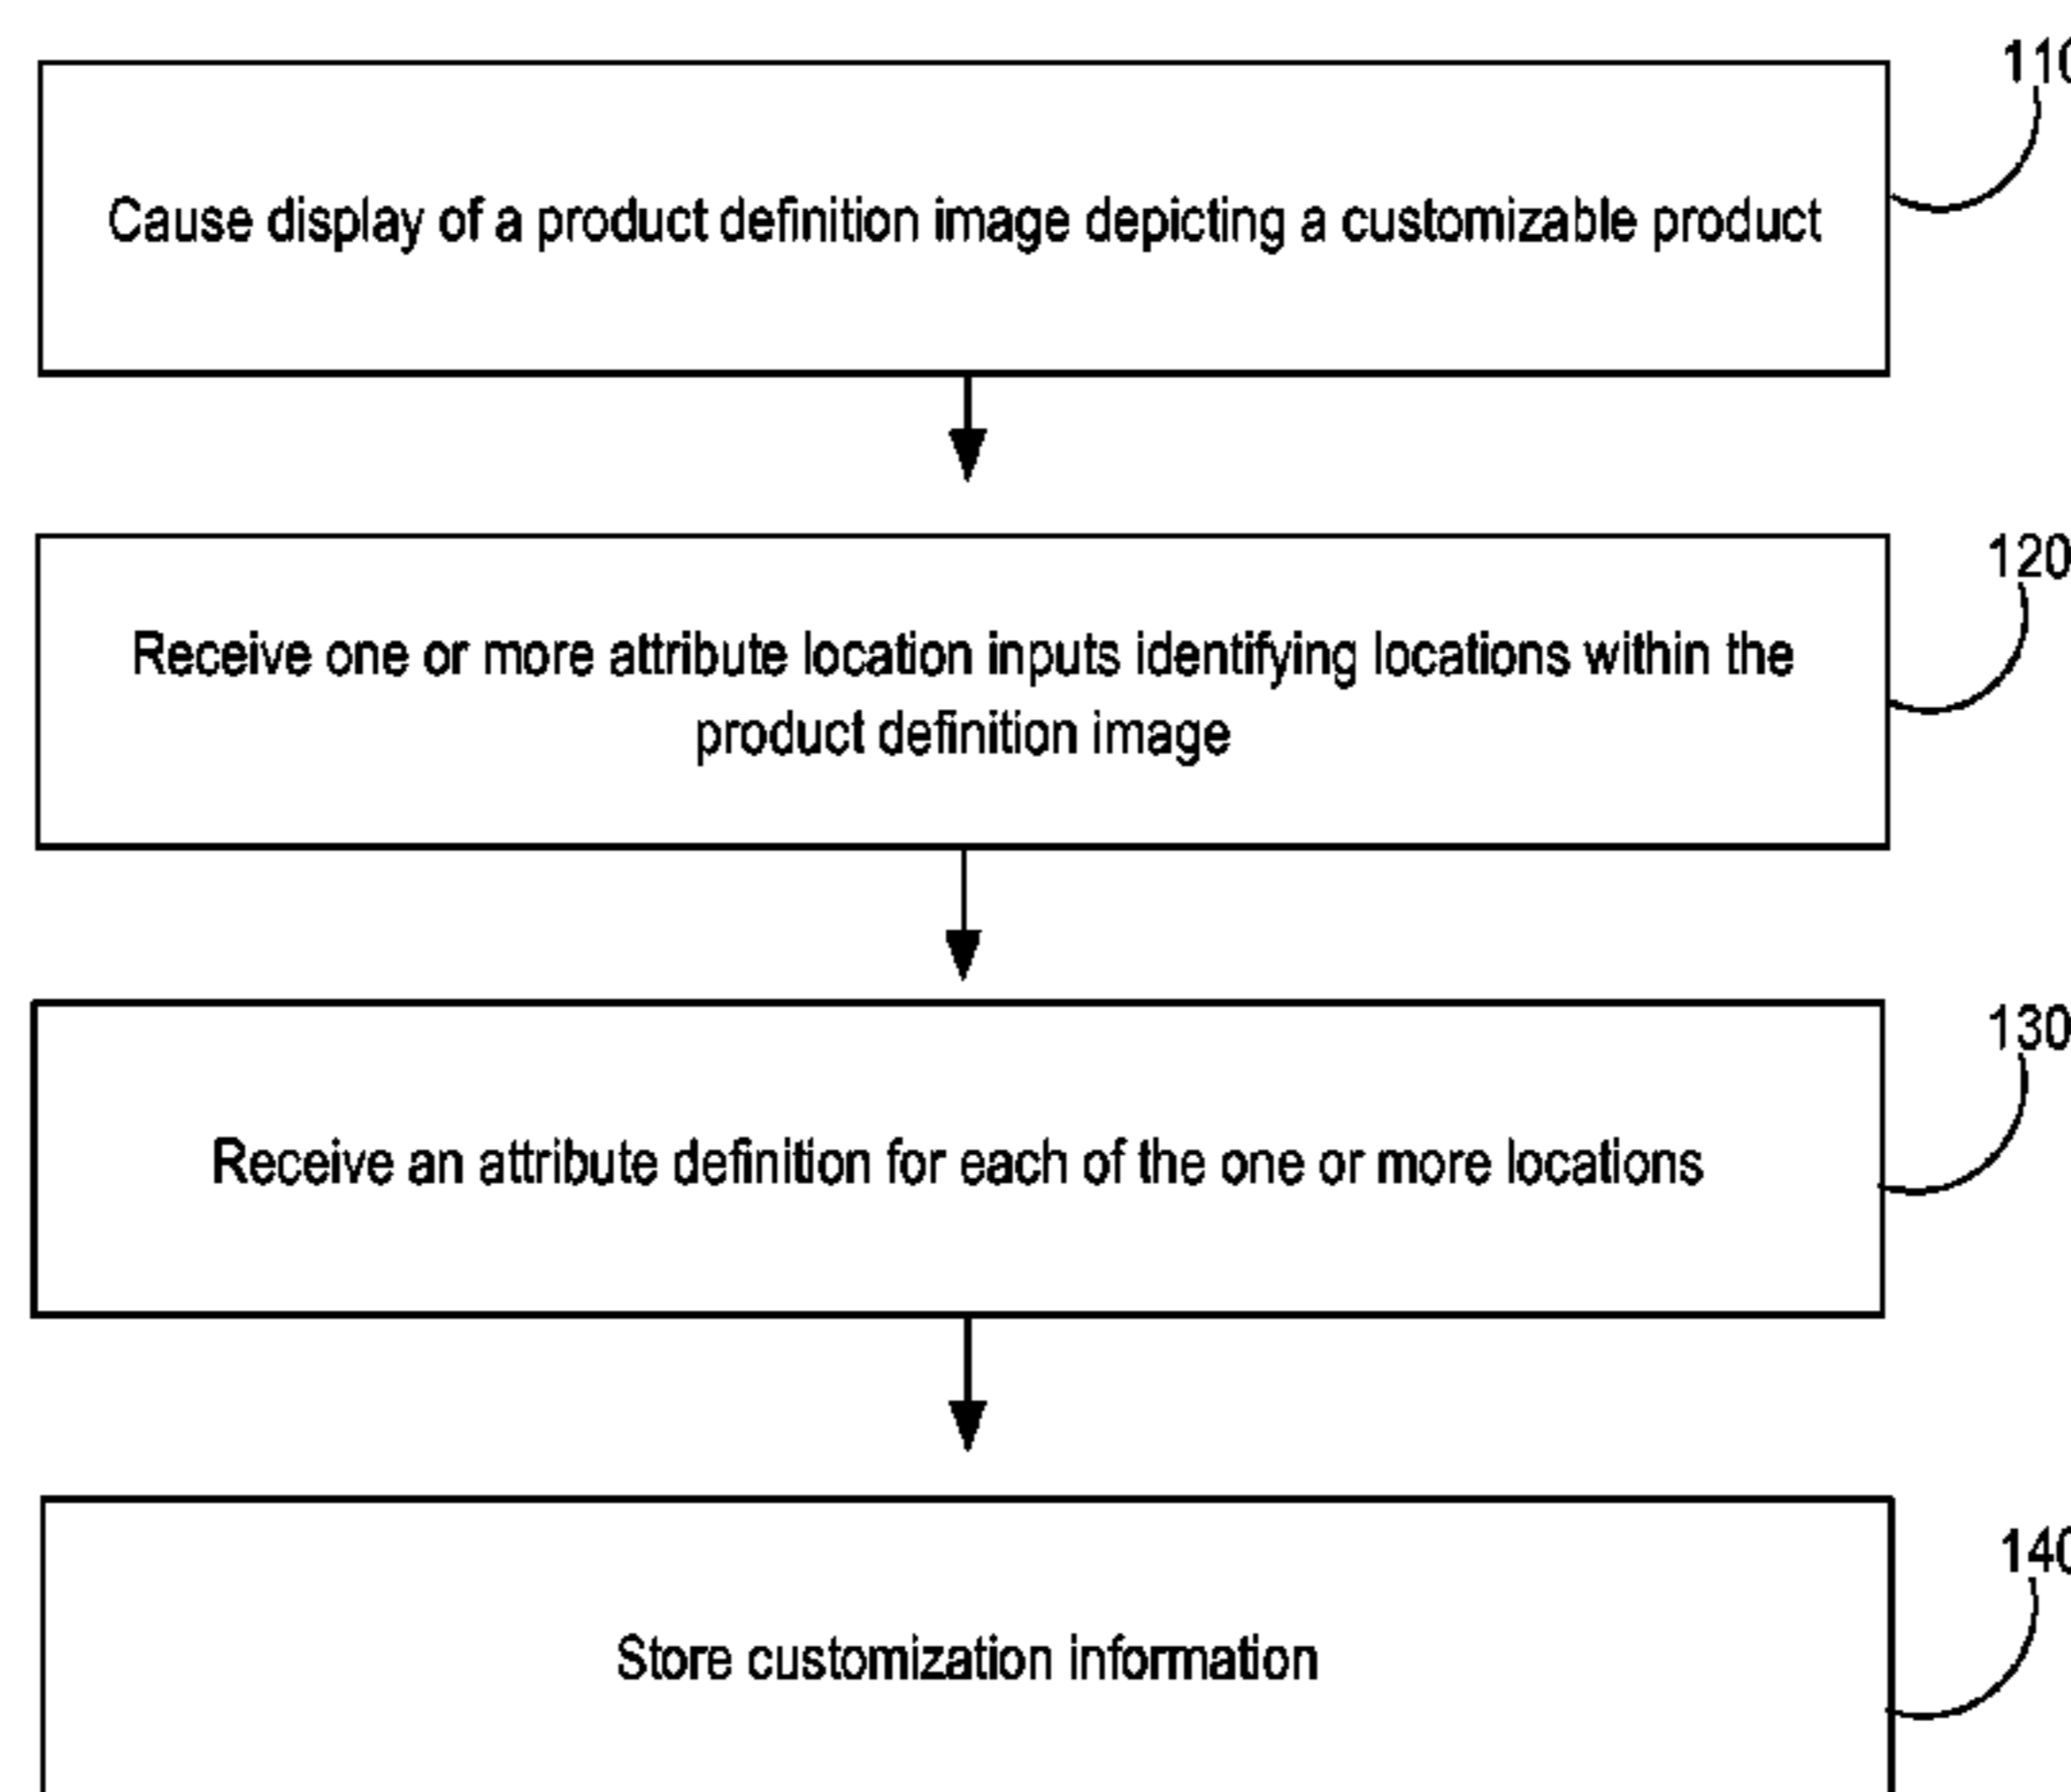 110
Cause display of a product definition image depicting a customizable product
120
Receive one or more attribute location inputs identifying locations within the
product definition image
130
Receive an attribute definition for each of the one or more locations
140
Store customization information